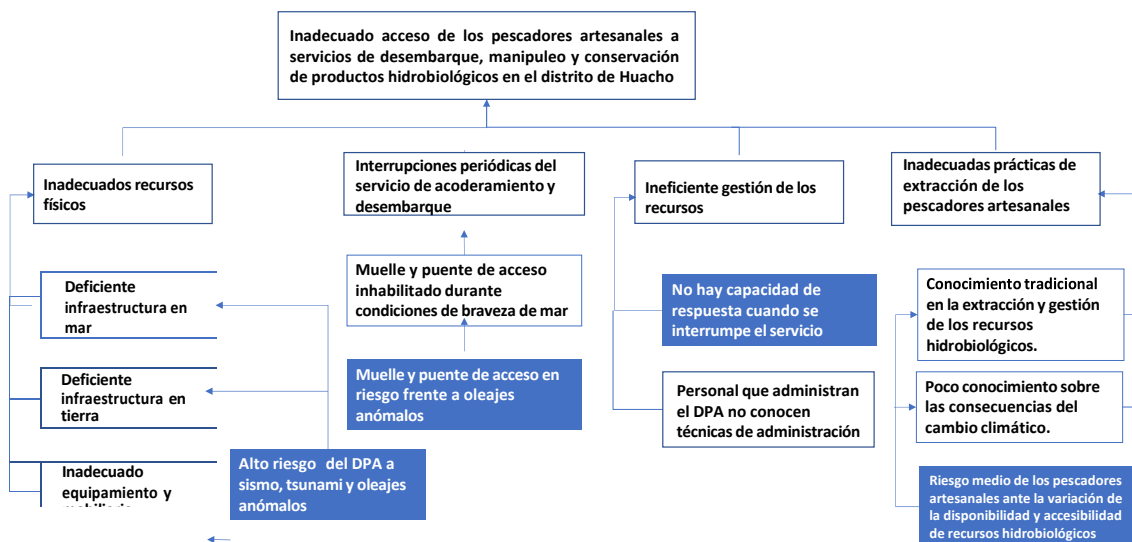 Inadecuado acceso de los pescadores artesanales a
servicios de desembarque, manipuleo y conservación
de productos hidrobiológicos en el distrito de Huacho
Inadecuados recursos
físicos
Interrupciones periódicas del
servicio de acoderamiento y
desembarque
Ineficiente gestión de los
recursos
Inadecuadas prácticas de
extracción de los
pescadores artesanales
Deficiente
infraestructura en
mar
Muelle y puente de acceso
inhabilitado durante
condiciones de braveza de mar
No hay capacidad de
respuesta cuando se
interrumpe el servicio
Conocimiento tradicional
en la extracción y gestión
de los recursos
hidrobiológicos.
Deficiente
infraestructura en
tierra
Muelle y puente de acceso en
riesgo frente a oleajes
anómalos
Personal que administran
el DPA no conocen
técnicas de administración
Poco conocimiento sobre
las consecuencias del
cambio climático.
Inadecuado
equipamiento y
Alto riesgo del DPA a
sismo, tsunami y oleajes
anómalos
Riesgo medio de los pescadores
artesanales ante la variación de
la disponibilidad y accesibilidad
de recursos hidrobiológicos